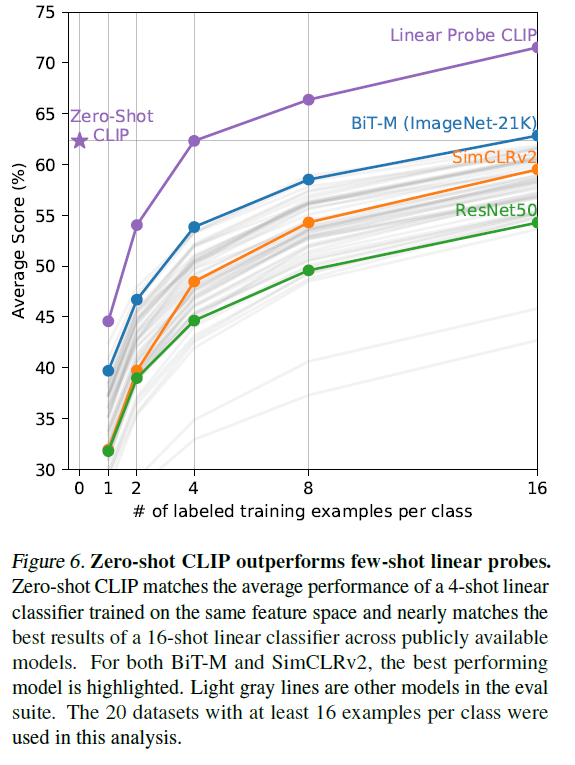 75
70
65
60
55
50
45
40
35
30
Average Score (%)
Linear Probe CLIP
Zero-Shot
CLIP
BiT-M (ImageNet-21K)
SimCLRv2
ResNet50
0 1 2 4 8 16
# of labeled training examples per class
Figure 6. Zero-shot CLIP outperforms few-shot linear probes.
Zero-shot CLIP matches the average performance of a 4-shot linear
classifier trained on the same feature space and nearly matches the
best results of a 16-shot linear classifier across publicly available
models. For both BiT-M and SimCLRv2, the best performing
model is highlighted. Light gray lines are other models in the eval
suite. The 20 datasets with at least 16 examples per class were
used in this analysis.